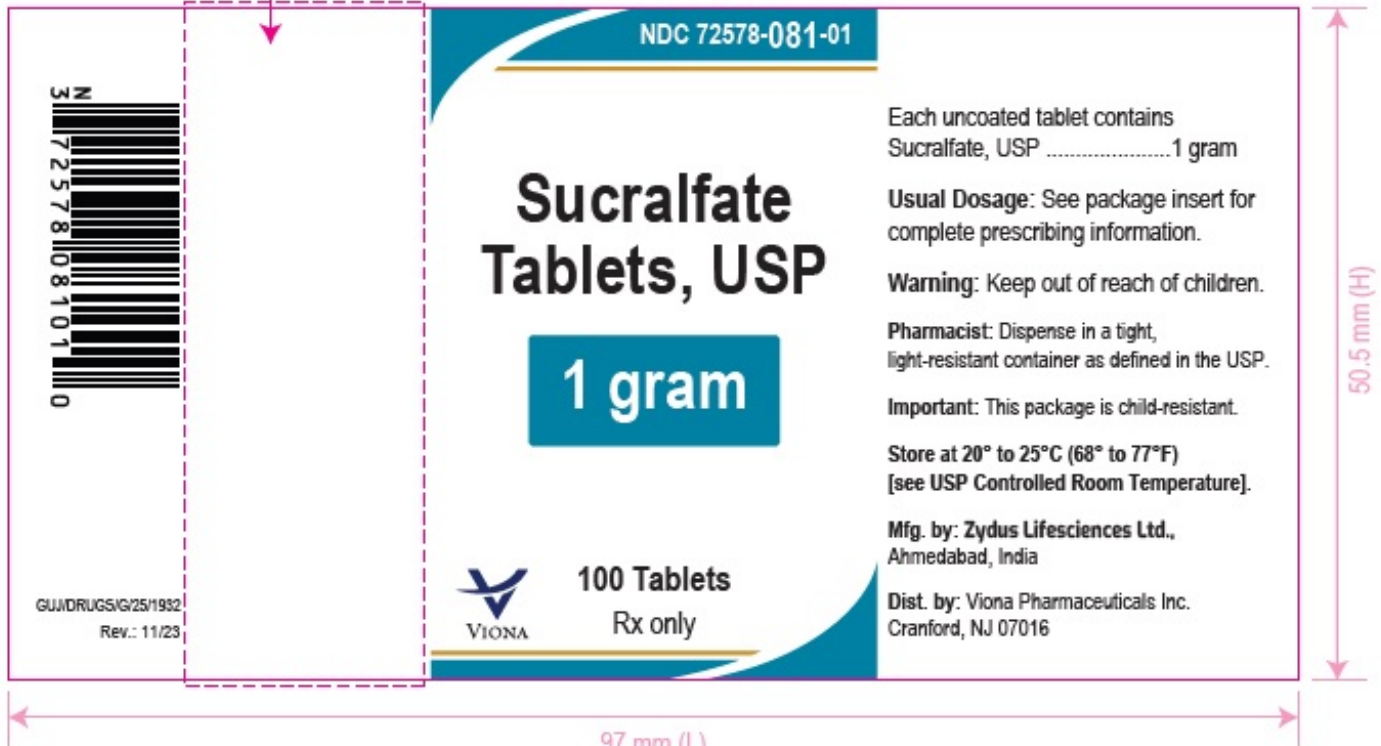 N
3 72578 08101 0
GUJ/DRUGS/G/25/1932
Rev.: 11/23
NDC 72578-081-01
Sucralfate
Tablets, USP
1 gram
VIONA
100 Tablets
Rx only
Each uncoated tablet contains
Sucralfate, USP .....................1 gram
Usual Dosage: See package insert for
complete prescribing information.
Warning: Keep out of reach of children.
Pharmacist: Dispense in a tight,
light-resistant container as defined in the USP.
Important: This package is child-resistant.
Store at 20° to 25°C (68° to 77°F)
[see USP Controlled Room Temperature].
Mfg. by: Zydus Lifesciences Ltd.,
Ahmedabad, India
Dist. by: Viona Pharmaceuticals Inc.
Cranford, NJ 07016
50.5 mm (H)
97 mm (L)